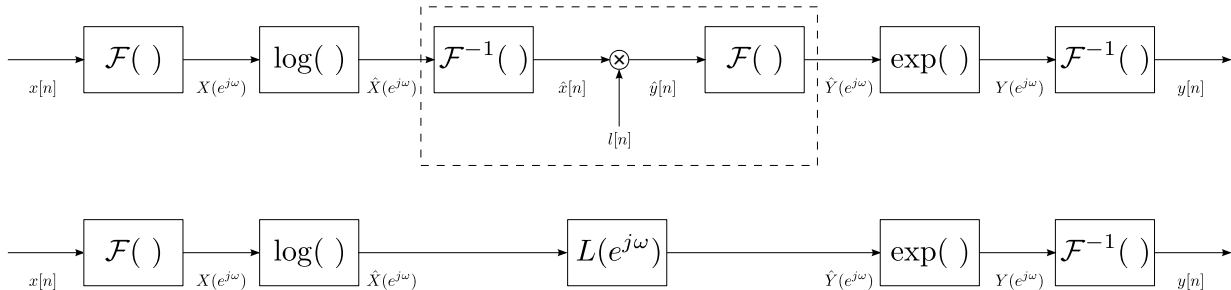 ℱ( ) log( ) ℱ⁻¹( ) ℱ( ) exp( ) ℱ⁻¹( )
x[n] X(e^{jω}) X̂(e^{jω}) x̂[n] ŷ[n] Ŷ(e^{jω}) Y(e^{jω}) y[n]
l[n]
ℱ( ) log( ) L(e^{jω}) exp( ) ℱ⁻¹( )
x[n] X(e^{jω}) X̂(e^{jω}) Ŷ(e^{jω}) Y(e^{jω}) y[n]